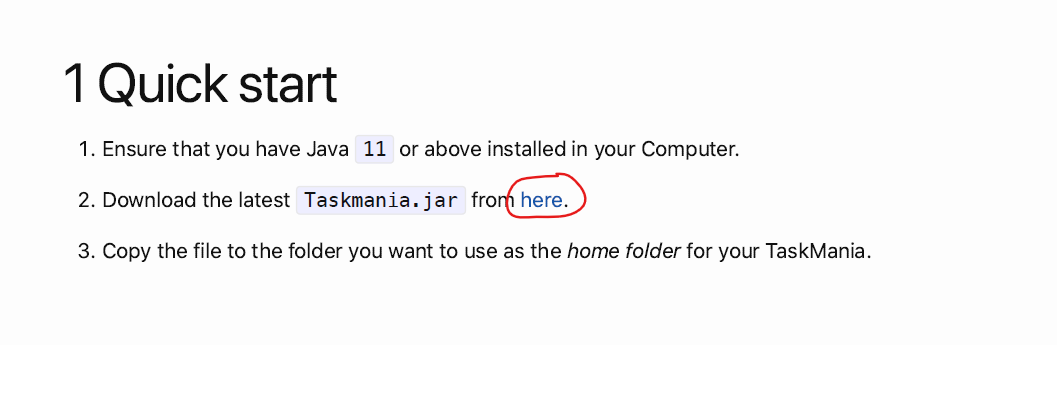 1 Quick start
1. Ensure that you have Java 11 or above installed in your Computer.
2. Download the latest Taskmania.jar from here.
3. Copy the file to the folder you want to use as the home folder for your TaskMania.